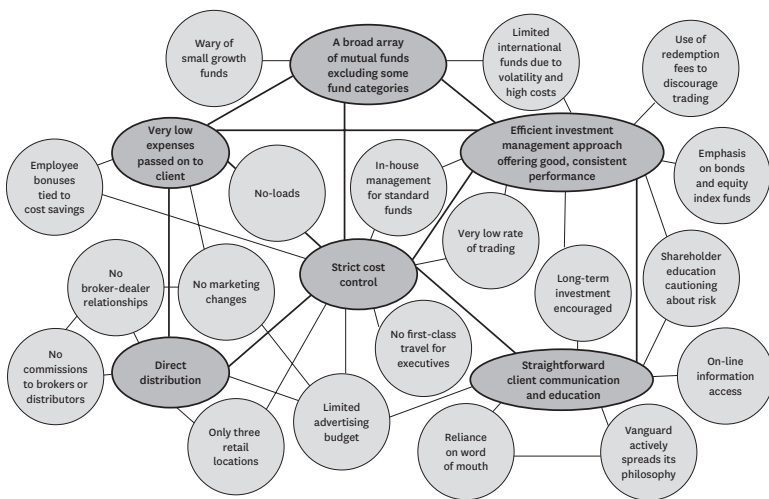 Wary of
small growth
funds
A broad array
of mutual funds
excluding some
fund categories
Limited
international
funds due to
volatility and
high costs
Use of
redemption
fees to
discourage
trading
Very low
expenses
passed on to
client
Efficient investment
management approach
offering good, consistent
performance
Employee
bonuses
tied to
cost savings
No-loads
In-house
management
for standard
funds
Emphasis
on bonds
and equity
index funds
Very low rate
of trading
Shareholder
education
cautioning
about risk
No
broker-dealer
relationships
No marketing
changes
Strict cost
control
Long-term
investment
encouraged
No first-class
travel for
executives
No
commissions
to brokers or
distributors
Direct
distribution
Straightforward
client communication
and education
On-line
information
access
Only three
retail
locations
Limited
advertising
budget
Reliance
on word
of mouth
Vanguard
actively
spreads its
philosophy